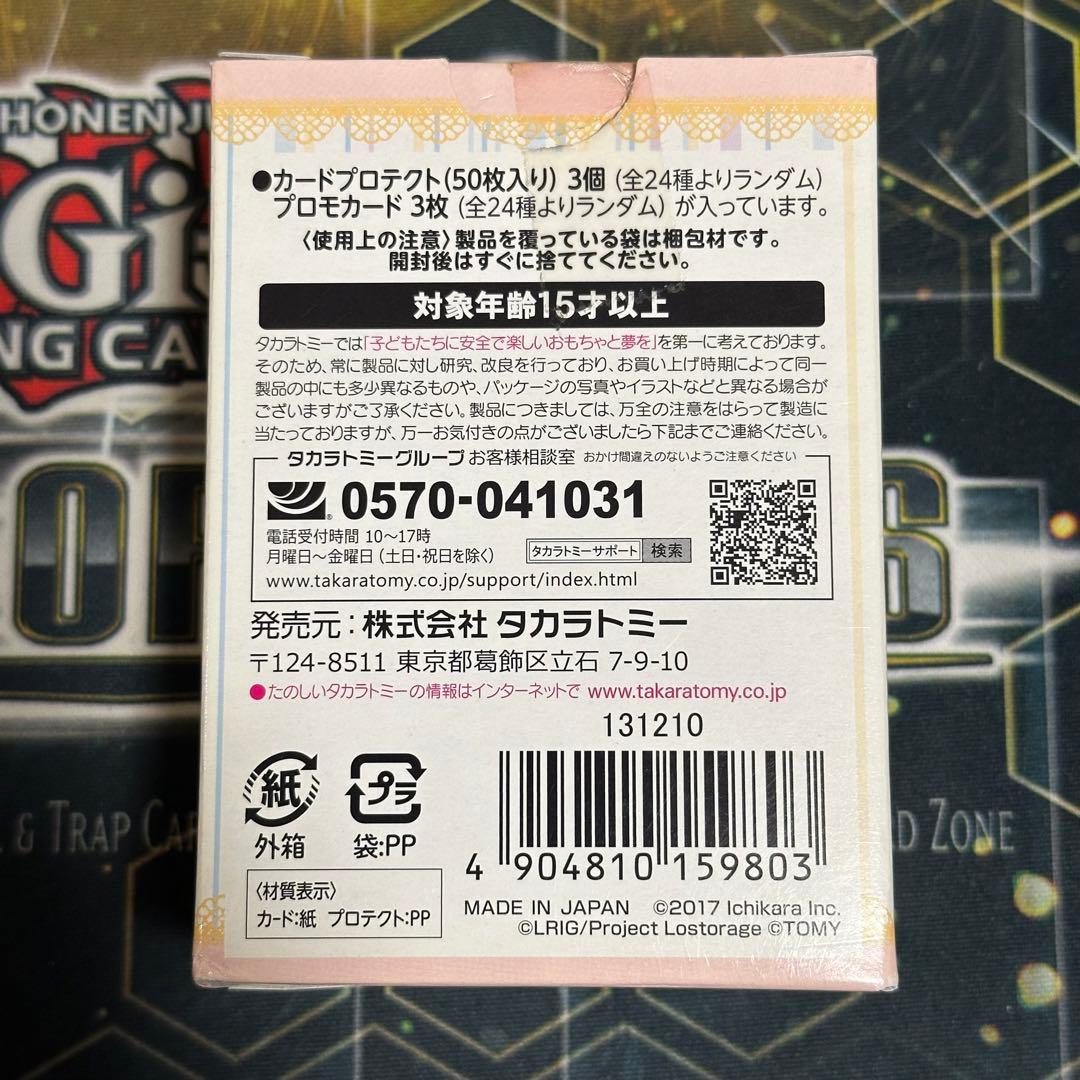 ●カードプロテクト(50枚入り) 3個 (全24種よりランダム)
プロモカード 3枚 (全24種よりランダム) が入っています。
〈使用上の注意〉製品を覆っている袋は梱包材です。
開封後はすぐに捨ててください。
対象年齢15才以上
タカラトミーでは「子どもたちに安全で楽しいおもちゃと夢を」を第一に考えております。
そのため、常に製品に対し研究、改良を行っており、お買い上げ時期によって同一
製品の中にも多少異なるものや、パッケージの写真やイラストなどと異なる場合が
ございますがご了承ください。製品につきましては、万全の注意をはらって製造に
当たっておりますが、万一お気付きの点がございましたら下記までご連絡ください。
タカラトミーグループ お客様相談室 おかけ間違えのないようご注意ください
0570-041031
電話受付時間 10〜17時
月曜日〜金曜日 (土日・祝日を除く)
タカラトミーサポート 検索
www.takaratomy.co.jp/support/index.html
発売元:株式会社 タカラトミー
〒124-8511 東京都葛飾区立石 7-9-10
●たのしいタカラトミーの情報はインターネットで www.takaratomy.co.jp
131210
紙
外箱
プラ
袋:PP
4 904810 159803
〈材質表示〉
カード:紙 プロテクト:PP
MADE IN JAPAN ©2017 Ichikara Inc.
©LRIG/Project Lostorage ©TOMY
HONEN JU
Gi
NG CA
& TRAP CAR
D ZONE